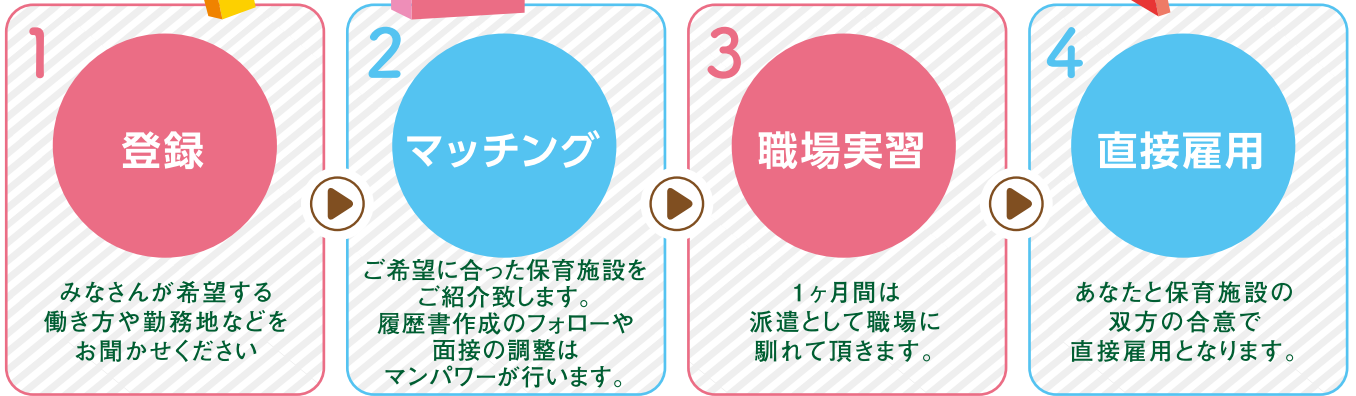 1
登録
みなさんが希望する
働き方や勤務地などを
お聞かせください
2
マッチング
ご希望に合った保育施設を
ご紹介致します。
履歴書作成のフォローや
面接の調整は
マンパワーが行います。
3
職場実習
1ヶ月間は
派遣として職場に
馴れて頂きます。
4
直接雇用
あなたと保育施設の
双方の合意で
直接雇用となります。